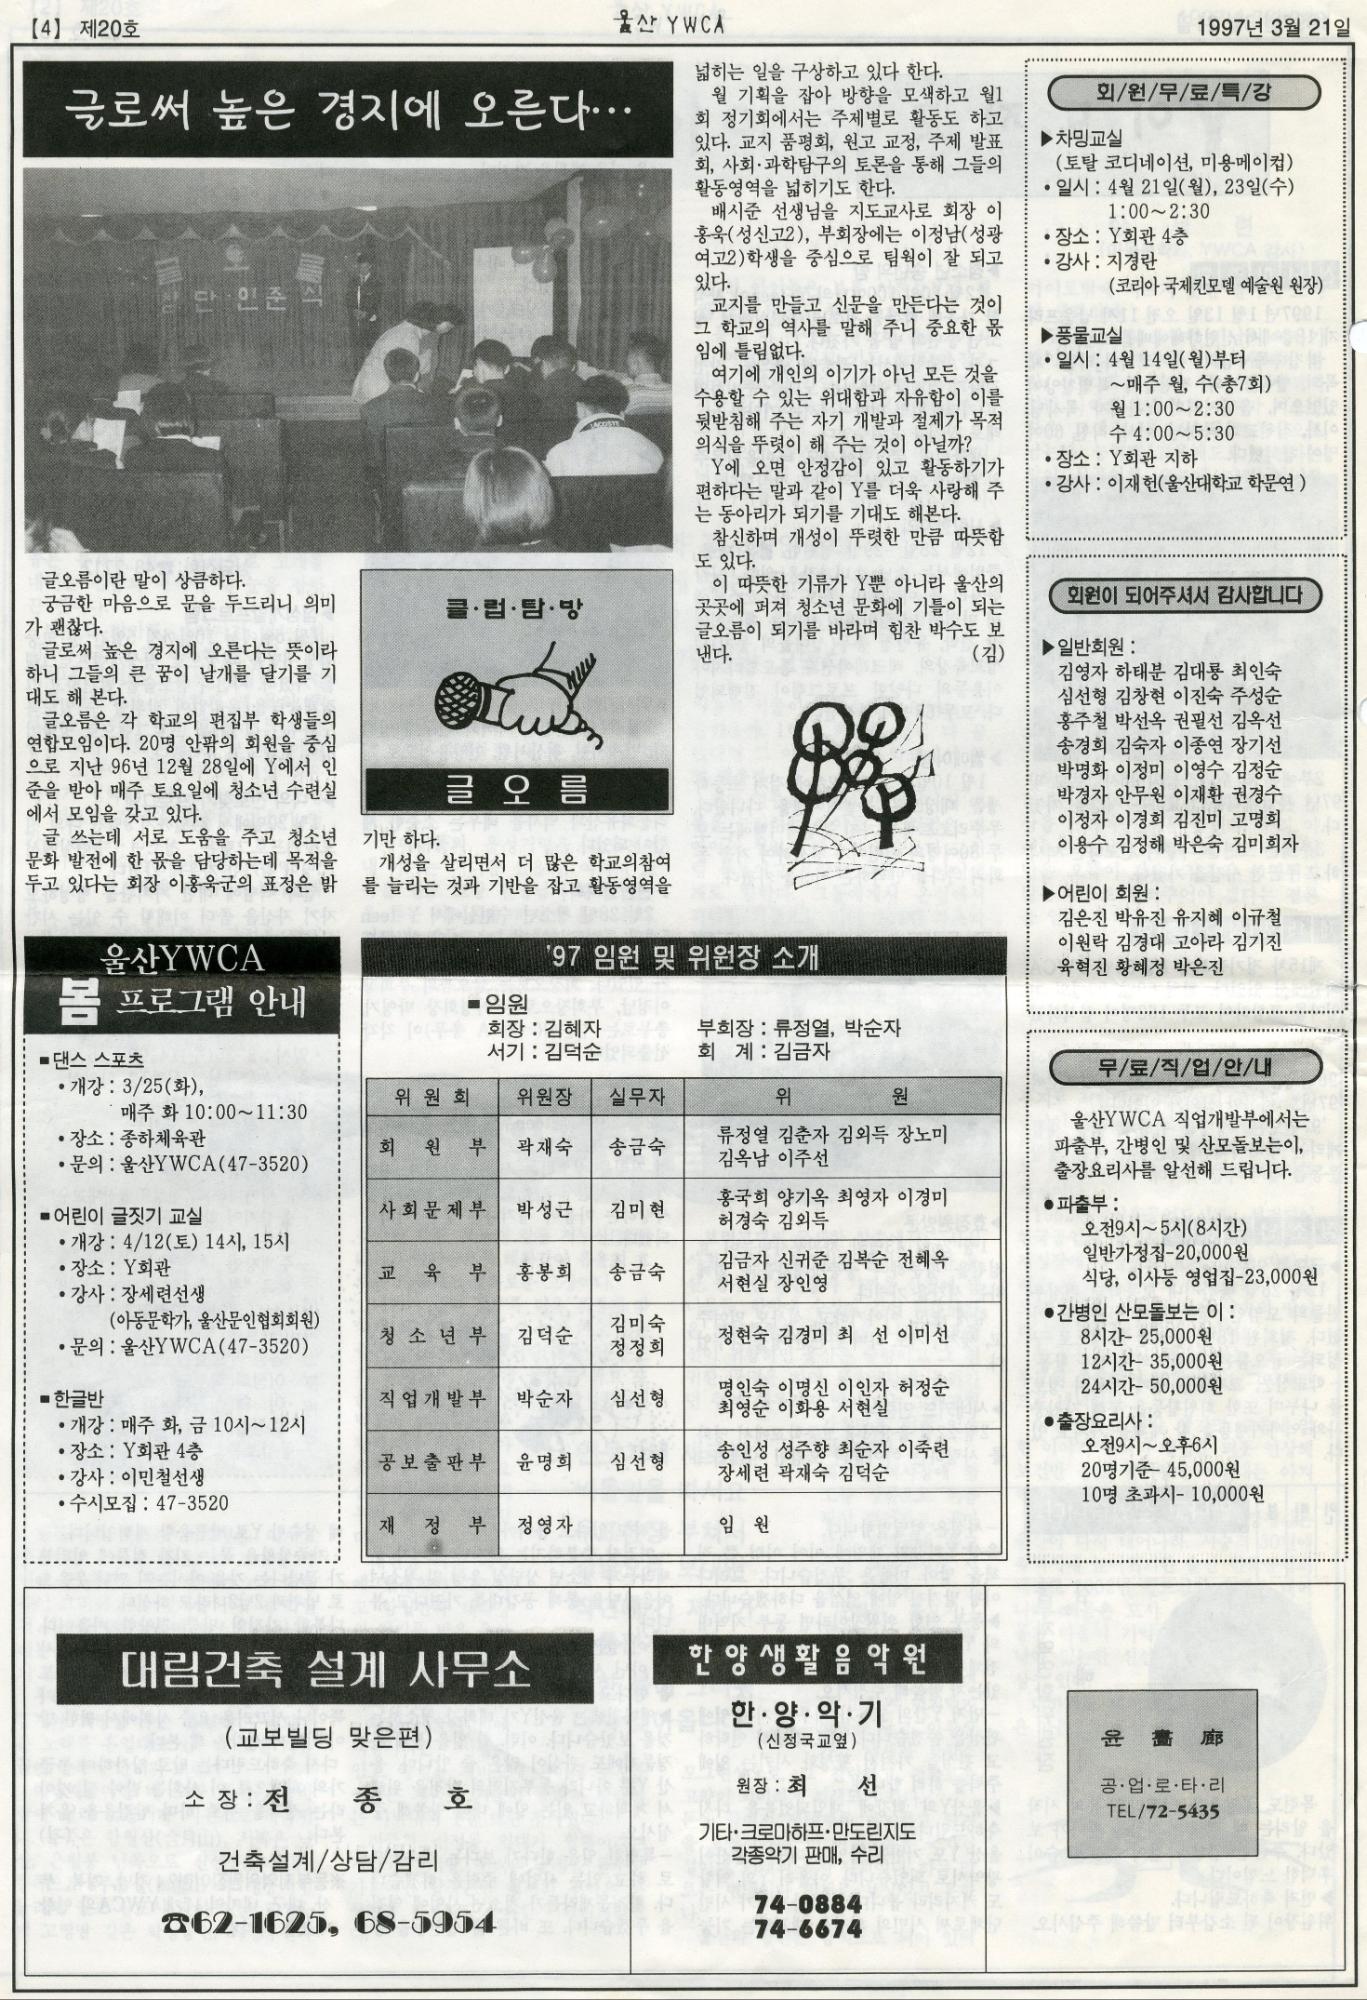 【4】 제20호
울산 YWCA
1997년 3월 21일
글로써 높은 경지에 오른다…
글 오 름
창단·인준식
글오름이란 말이 상큼하다.
궁금한 마음으로 문을 두드리니 의미
가 괜찮다.
글로써 높은 경지에 오른다는 뜻이라
하니 그들의 큰 꿈이 날개를 달기를 기
대도 해 본다.
글오름은 각 학교의 편집부 학생들의
연합모임이다. 20명 안팎의 회원을 중심
으로 지난 96년 12월 28일에 Y에서 인
준을 받아 매주 토요일에 청소년 수련실
에서 모임을 갖고 있다.
글 쓰는데 서로 도움을 주고 청소년
문화 발전에 한 몫을 담당하는데 목적을
두고 있다는 회장 이홍욱군의 표정은 밝
클·럽·탐·방
글 오 름
기만 하다.
개성을 살리면서 더 많은 학교의참여
를 늘리는 것과 기반을 잡고 활동영역을
넓히는 일을 구상하고 있다 한다.
월 기획을 잡아 방향을 모색하고 월1
회 정기회에서는 주제별로 활동도 하고
있다. 교지 품평회, 원고 교정, 주제 발표
회, 사회·과학탐구의 토론을 통해 그들의
활동영역을 넓히기도 한다.
배시준 선생님을 지도교사로 회장 이
홍욱(성신고2), 부회장에는 이정남(성광
여고2)학생을 중심으로 팀웍이 잘 되고
있다.
교지를 만들고 신문을 만든다는 것이
그 학교의 역사를 말해 주니 중요한 몫
임에 틀림없다.
여기에 개인의 이기가 아닌 모든 것을
수용할 수 있는 위대함과 자유함이 이를
뒷받침해 주는 자기 개발과 절제가 목적
의식을 뚜렷이 해 주는 것이 아닐까?
Y에 오면 안정감이 있고 활동하기가
편하다는 말과 같이 Y를 더욱 사랑해 주
는 동아리가 되기를 기대도 해본다.
참신하며 개성이 뚜렷한 만큼 따뜻함
도 있다.
이 따뜻한 기류가 Y뿐 아니라 울산의
곳곳에 퍼져 청소년 문화에 기틀이 되는
글오름이 되기를 바라며 힘찬 박수도 보
낸다. (김)
회/원/무/료/특/강
▶차밍교실
(토탈 코디네이션, 미용메이컵)
• 일시 : 4월 21일(월), 23일(수)
1:00～2:30
• 장소 : Y회관 4층
• 강사 : 지경란
(코리아 국제킨모델 예술원 원장)
▶풍물교실
• 일시 : 4월 14일(월)부터
～매주 월, 수(총7회)
월 1:00～2:30
수 4:00～5:30
• 장소 : Y회관 지하
• 강사 : 이재헌(울산대학교 학문연 )
회원이 되어주셔서 감사합니다
▶일반회원 :
김영자 하태분 김대룡 최인숙
심선형 김창현 이진숙 주성순
홍주철 박선옥 권필선 김옥선
송경희 김숙자 이종연 장기선
박명화 이정미 이영수 김정순
박경자 안무원 이재환 권경수
이정자 이경희 김진미 고명희
이용수 김정해 박은숙 김미희자
▶어린이 회원 :
김은진 박유진 유지혜 이규철
이원락 김경대 고아라 김기진
육혁진 황혜정 박은진
울산YWCA
봄 프로그램 안내
■ 댄스 스포츠
• 개강 : 3/25(화),
매주 화 10:00～11:30
• 장소 : 종하체육관
• 문의 : 울산YWCA(47-3520)
■ 어린이 글짓기 교실
• 개강 : 4/12(토) 14시, 15시
• 장소 : Y회관
• 강사 : 장세련선생
(아동문학가, 울산문인협회회원)
• 문의 : 울산YWCA(47-3520)
■ 한글반
• 개강 : 매주 화, 금 10시～12시
• 장소 : Y회관 4층
• 강사 : 이민철선생
• 수시모집 : 47-3520
'97 임원 및 위원장 소개
■ 임원
회장 : 김혜자 부회장 : 류정열, 박순자
서기 : 김덕순 회 계 : 김금자
위 원 회 위원장 실무자 위 원
회 원 부 곽재숙 송금숙 류정열 김춘자 김외득 장노미
김옥남 이주선
사회문제부 박성근 김미현 홍국희 양기옥 최영자 이경미
허경숙 김외득
교 육 부 홍봉희 송금숙 김금자 신귀준 김복순 전혜옥
서현실 장인영
청 소 년 부 김덕순 김미숙 정정희 정현숙 김경미 최 선 이미선
직업개발부 박순자 심선형 명인숙 이명신 이인자 허정순
최영순 이화용 서현실
공보출판부 윤명희 심선형 송인성 성주향 최순자 이죽련
장세련 곽재숙 김덕순
재 정 부 정영자 임 원
무/료/직/업/안/내
울산YWCA 직업개발부에서는
파출부, 간병인 및 산모돌보는이,
출장요리사를 알선해 드립니다.
●파출부 :
오전9시～5시(8시간)
일반가정집-20,000원
식당, 이사등 영업집-23,000원
●간병인 산모돌보는 이 :
8시간- 25,000원
12시간- 35,000원
24시간- 50,000원
●출장요리사 :
오전9시～오후6시
20명기준- 45,000원
10명 초과시- 10,000원
대림건축 설계 사무소
(교보빌딩 맞은편)
소 장 : 전 종 호
건축설계/상담/감리
☎62-1625, 68-5954
한양생활음악원
한·양·악·기
(신정국교옆)
원장 : 최 선
기타·크로마하프·만도린지도
각종악기 판매, 수리
74-0884
74-6674
윤 畵 廊
공·업·로·타·리
TEL/72-5435